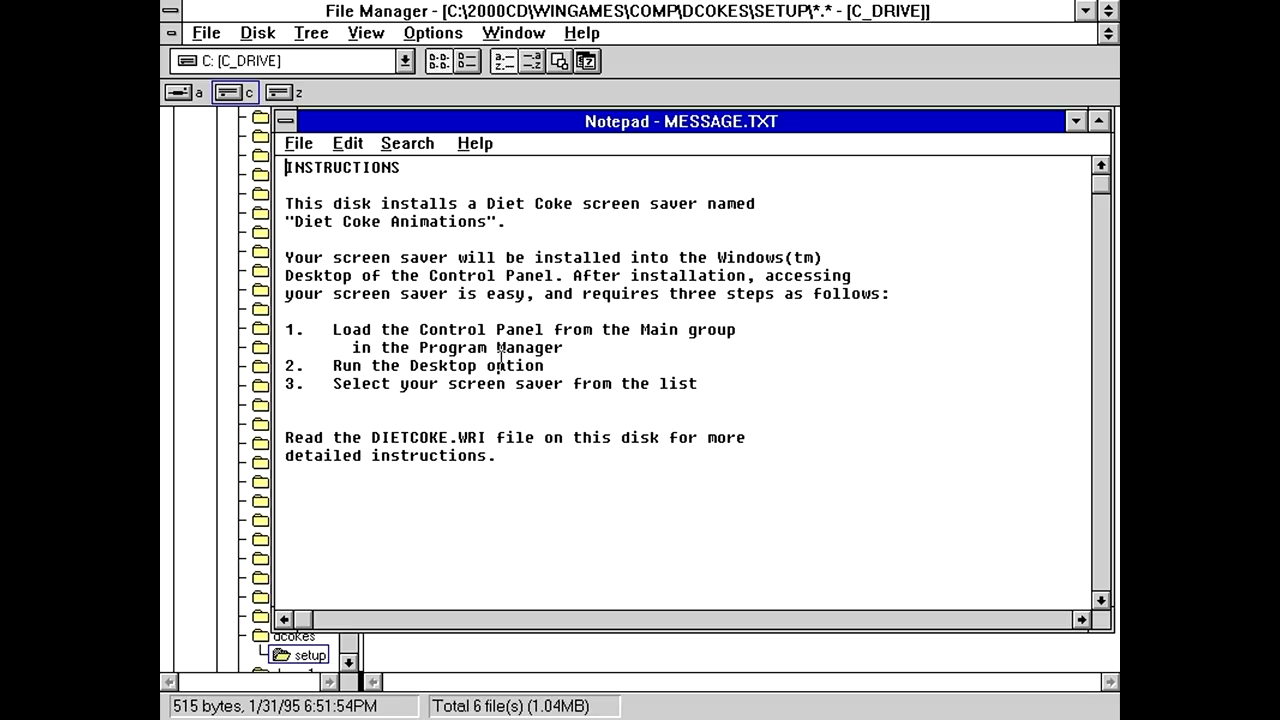 File Manager - [C:\2000CD\WINGAMES\COMP\DCOKES\SETUP\*.* - [C_DRIVE]]
File Disk Tree View Options Window Help
C: [C_DRIVE]
a c z
Notepad - MESSAGE.TXT
File Edit Search Help
INSTRUCTIONS
This disk installs a Diet Coke screen saver named
"Diet Coke Animations".
Your screen saver will be installed into the Windows(tm)
Desktop of the Control Panel. After installation, accessing
your screen saver is easy, and requires three steps as follows:
1. Load the Control Panel from the Main group
in the Program Manager
2. Run the Desktop option
3. Select your screen saver from the list
Read the DIETCOKE.WRI file on this disk for more
detailed instructions.
dcokes
setup
515 bytes, 1/31/95 6:51:54PM
Total 6 file(s) (1.04MB)